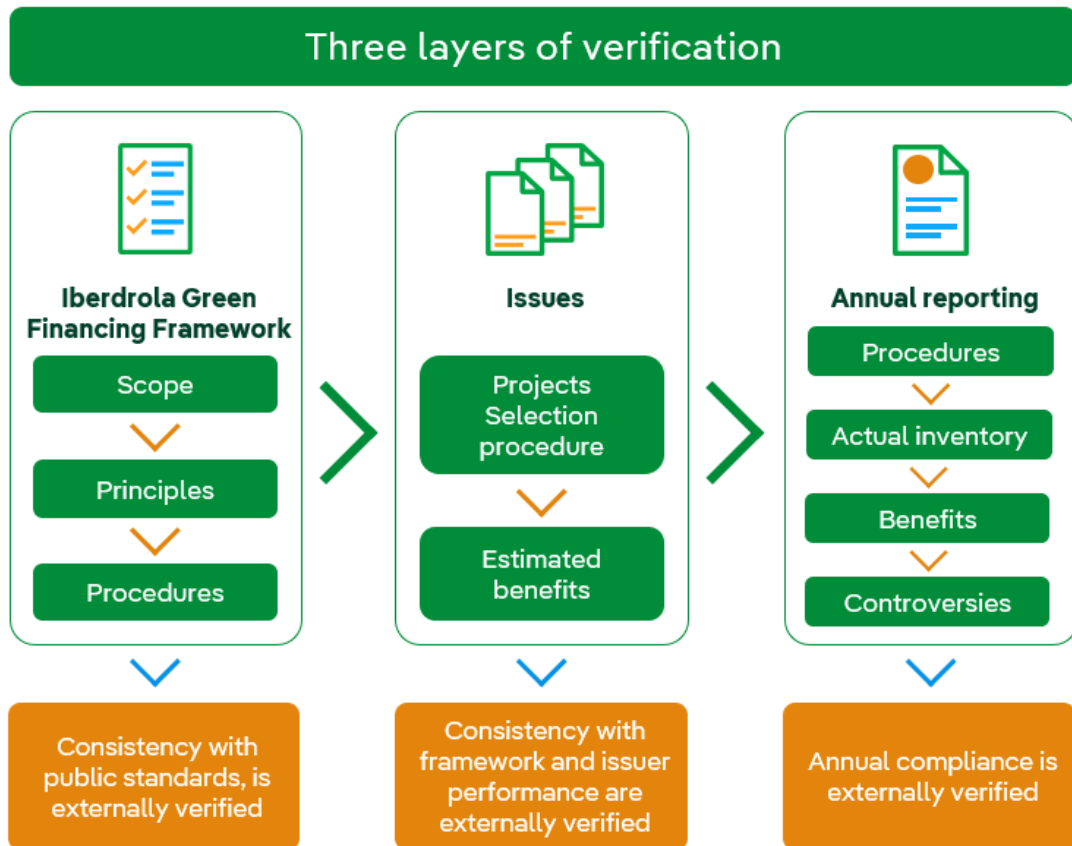 Three layers of verification
Iberdrola Green
Financing Framework
Scope
Principles
Procedures
Consistency with
public standards, is
externally verified
Issues
Projects
Selection
procedure
Estimated
benefits
Consistency with
framework and issuer
performance are
externally verified
Annual reporting
Procedures
Actual inventory
Benefits
Controversies
Annual compliance is
externally verified